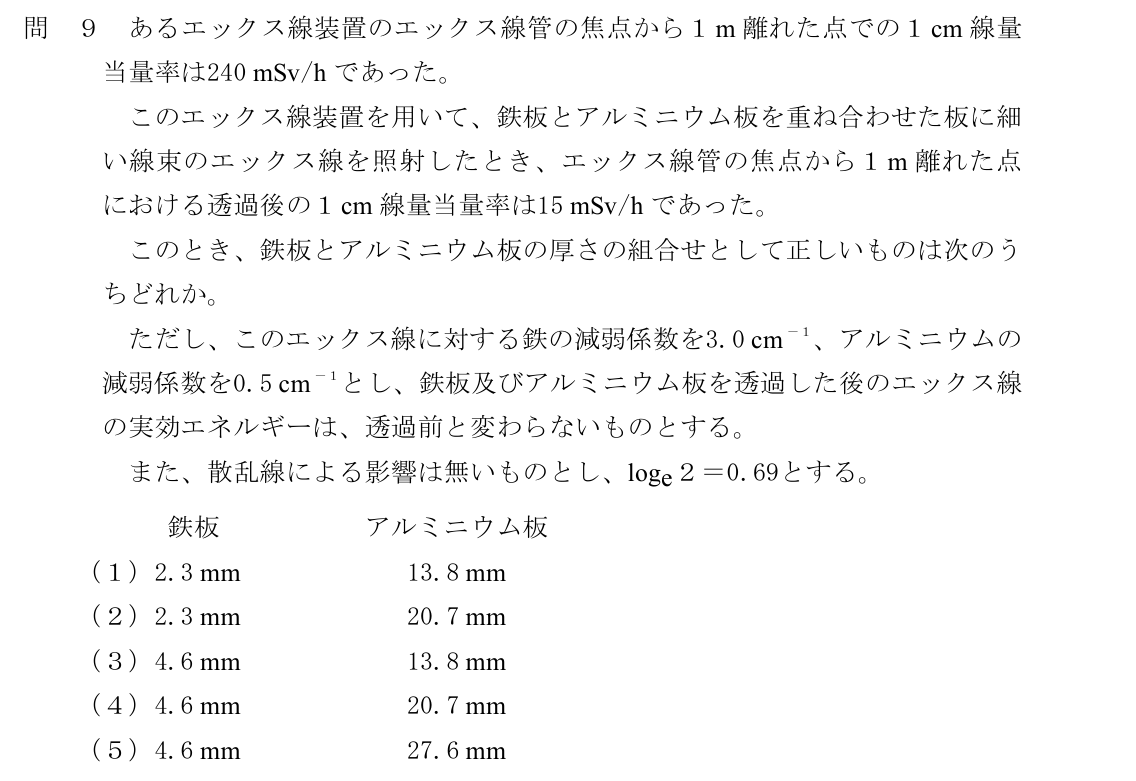 問　９　あるエックス線装置のエックス線管の焦点から１ m 離れた点での１ cm 線量
当量率は240 mSv/h であった。
このエックス線装置を用いて、鉄板とアルミニウム板を重ね合わせた板に細
い線束のエックス線を照射したとき、エックス線管の焦点から１ m 離れた点
における透過後の１ cm 線量当量率は15 mSv/h であった。
このとき、鉄板とアルミニウム板の厚さの組合せとして正しいものは次のう
ちどれか。
ただし、このエックス線に対する鉄の減弱係数を3.0 cm⁻¹、アルミニウムの
減弱係数を0.5 cm⁻¹とし、鉄板及びアルミニウム板を透過した後のエックス線
の実効エネルギーは、透過前と変わらないものとする。
また、散乱線による影響は無いものとし、logₑ２＝0.69とする。
鉄板　アルミニウム板
（１）2.3 mm　13.8 mm
（２）2.3 mm　20.7 mm
（３）4.6 mm　13.8 mm
（４）4.6 mm　20.7 mm
（５）4.6 mm　27.6 mm